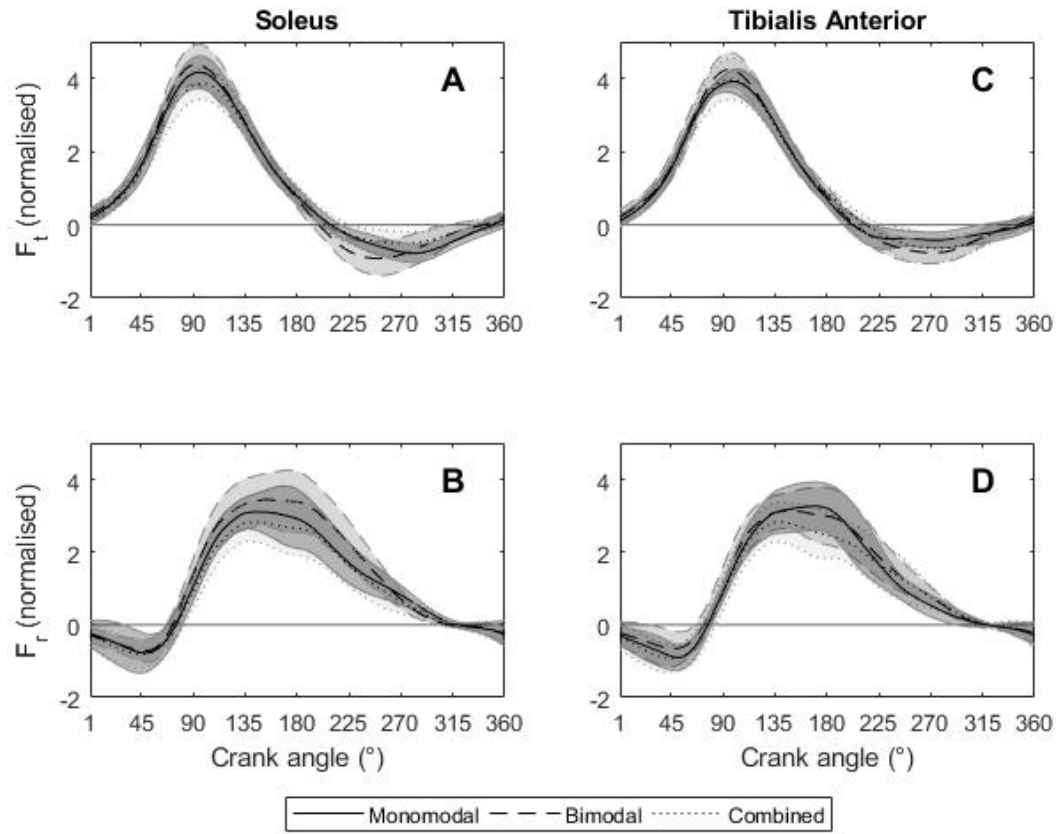 Soleus
Tibialis Anterior
A
C
F_t (normalised)
4
2
0
-2
1 45 90 135 180 225 270 315 360
4
2
0
-2
1 45 90 135 180 225 270 315 360
B
D
F_r (normalised)
4
2
0
-2
1 45 90 135 180 225 270 315 360
Crank angle (°)
4
2
0
-2
1 45 90 135 180 225 270 315 360
Crank angle (°)
Monomodal Bimodal Combined